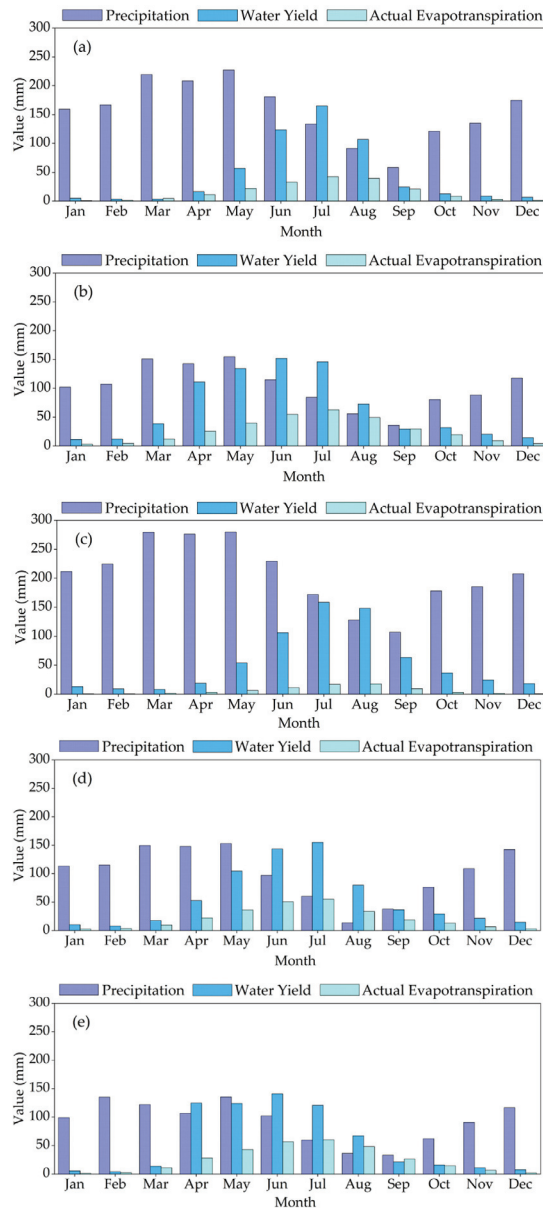 Precipitation Water Yield Actual Evapotranspiration
300
250
200
150
100
50
0
Value (mm)
(a)
Jan Feb Mar Apr May Jun Jul Aug Sep Oct Nov Dec
Month
Precipitation Water Yield Actual Evapotranspiration
300
250
200
150
100
50
0
Value (mm)
(b)
Jan Feb Mar Apr May Jun Jul Aug Sep Oct Nov Dec
Month
Precipitation Water Yield Actual Evapotranspiration
300
250
200
150
100
50
0
Value (mm)
(c)
Jan Feb Mar Apr May Jun Jul Aug Sep Oct Nov Dec
Month
Precipitation Water Yield Actual Evapotranspiration
300
250
200
150
100
50
0
Value (mm)
(d)
Jan Feb Mar Apr May Jun Jul Aug Sep Oct Nov Dec
Month
Precipitation Water Yield Actual Evapotranspiration
300
250
200
150
100
50
0
Value (mm)
(e)
Jan Feb Mar Apr May Jun Jul Aug Sep Oct Nov Dec
Month